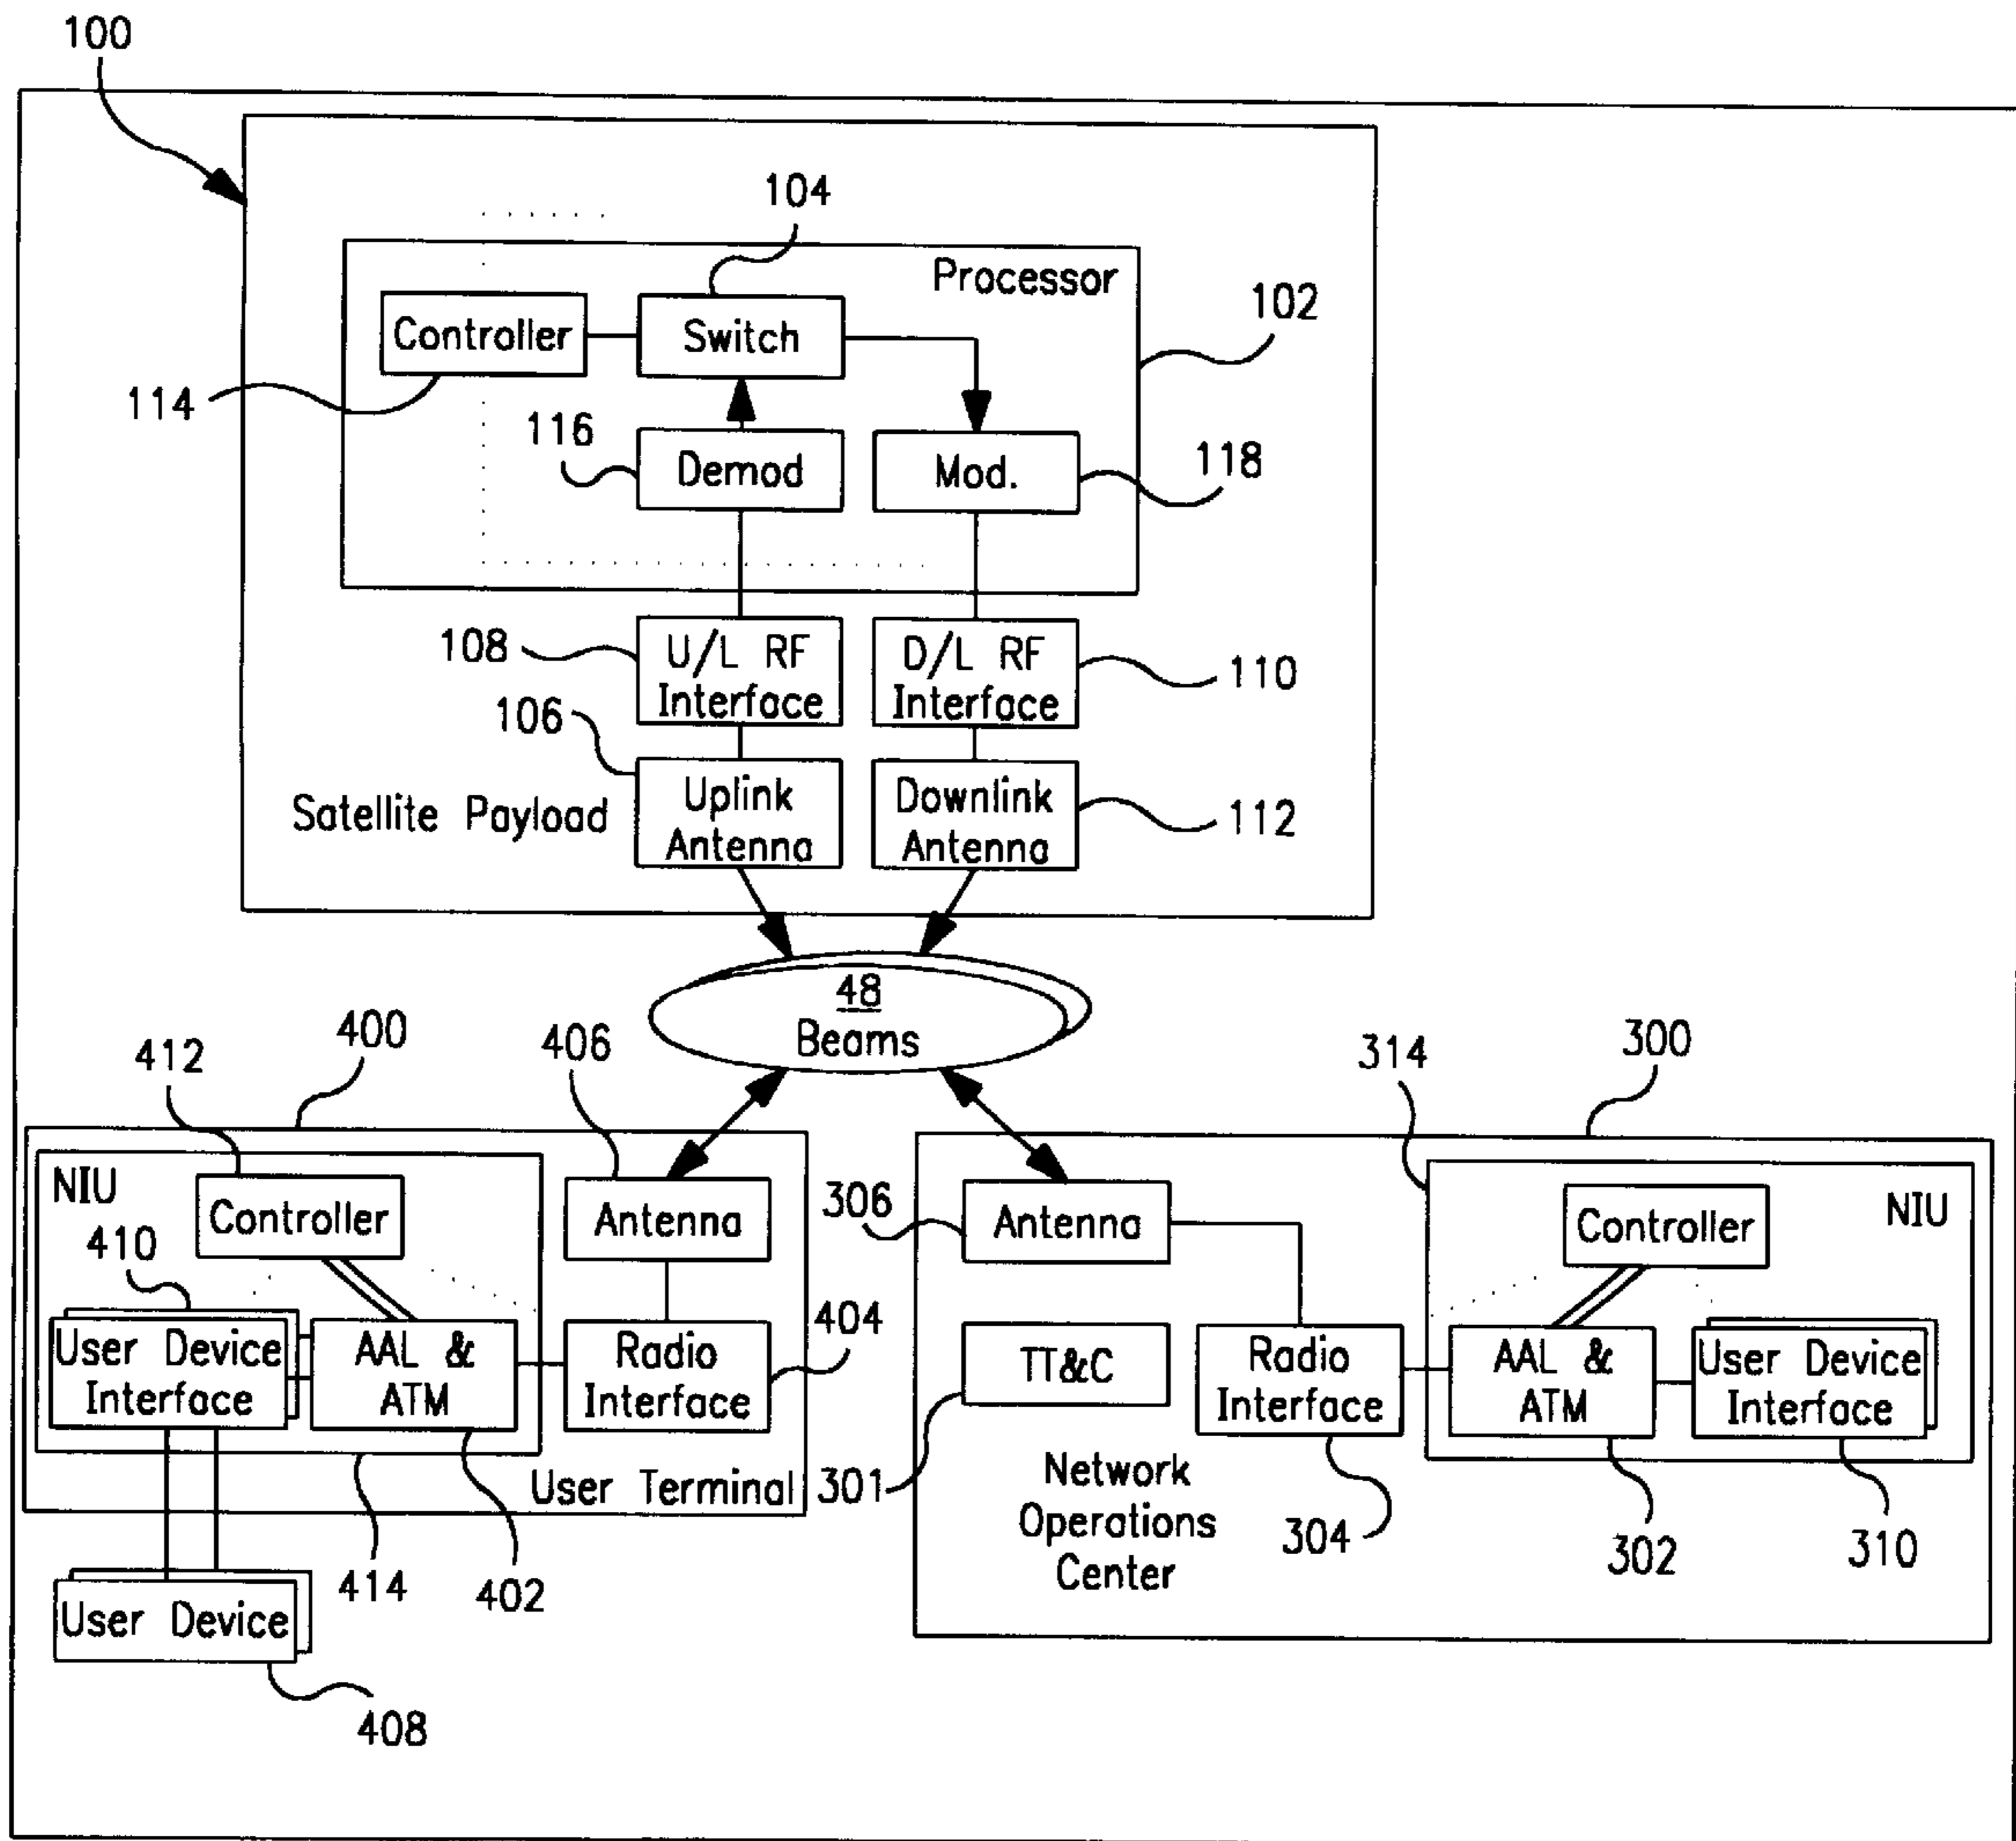 100
104
Processor
102
Controller
Switch
114
116
Demod
Mod.
118
108
U/L RF
Interface
D/L RF
Interface
110
106
Satellite Payload
Uplink
Antenna
Downlink
Antenna
112
48
Beams
412
400
406
314
300
NIU
Controller
410
Antenna
User Device
Interface
AAL &
ATM
Radio
Interface
404
User Terminal
414
402
User Device
408
306
Antenna
Controller
NIU
TT&C
301
Radio
Interface
AAL &
ATM
User Device
Interface
Network
Operations
Center
304
302
310